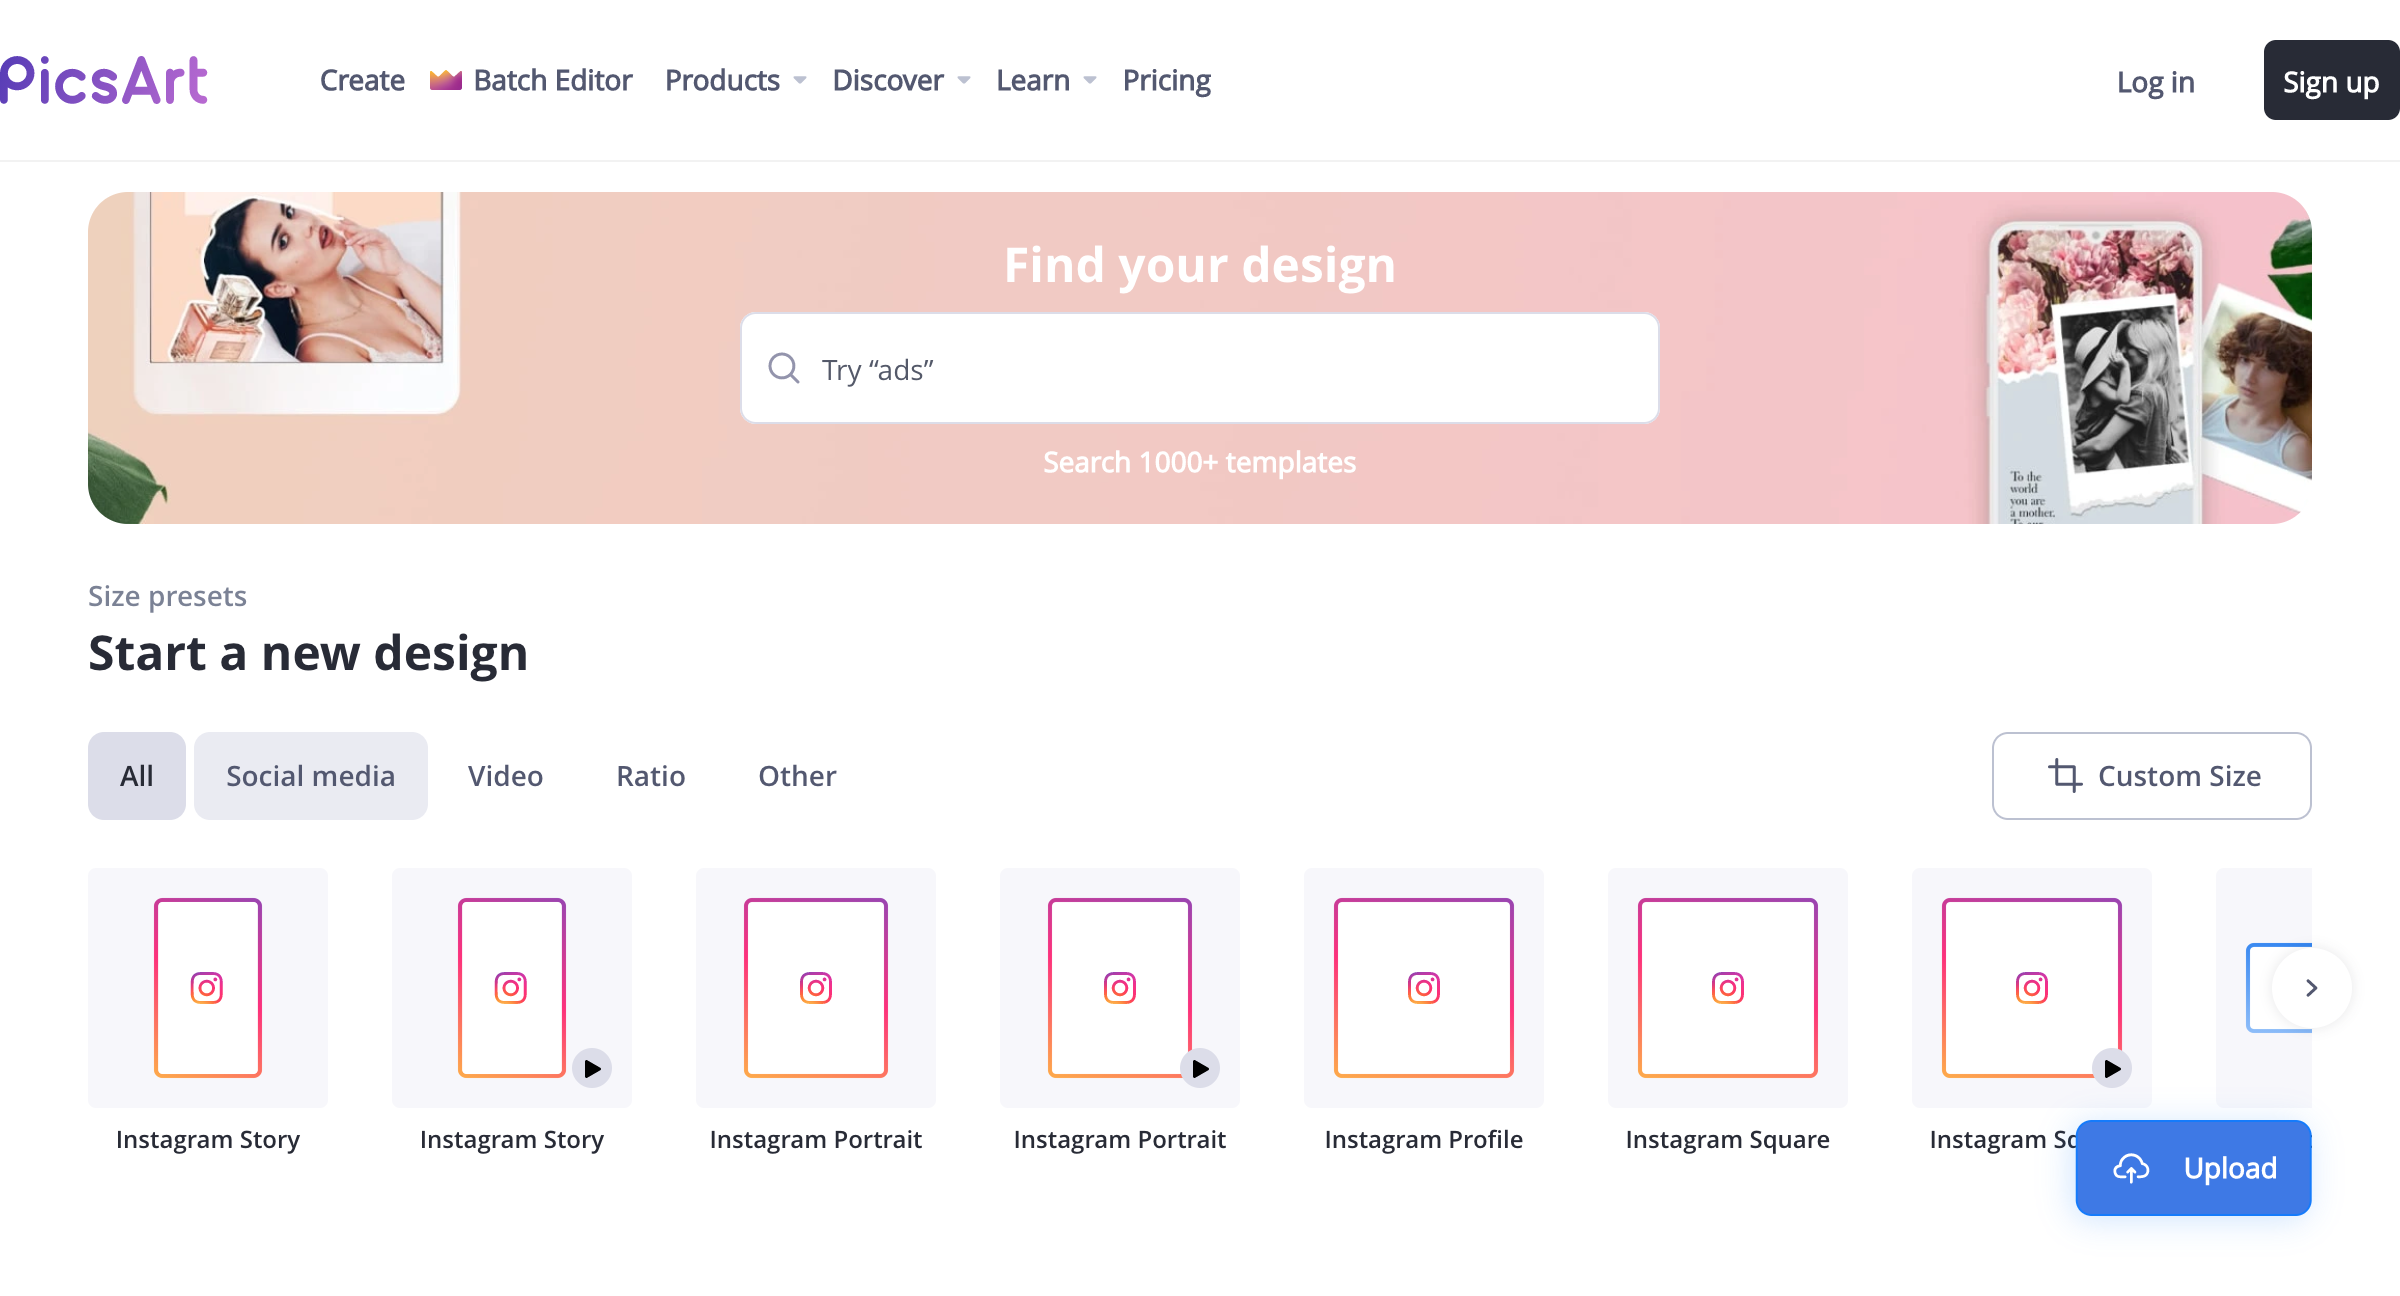 PicsArt
Create
Batch Editor
Products
Discover
Learn
Pricing
Log in
Sign up
Find your design
Try “ads”
Search 1000+ templates
To the
world
you are
a mother.
Size presets
Start a new design
All
Social media
Video
Ratio
Other
Custom Size
Instagram Story
Instagram Story
Instagram Portrait
Instagram Portrait
Instagram Profile
Instagram Square
Instagram
Upload